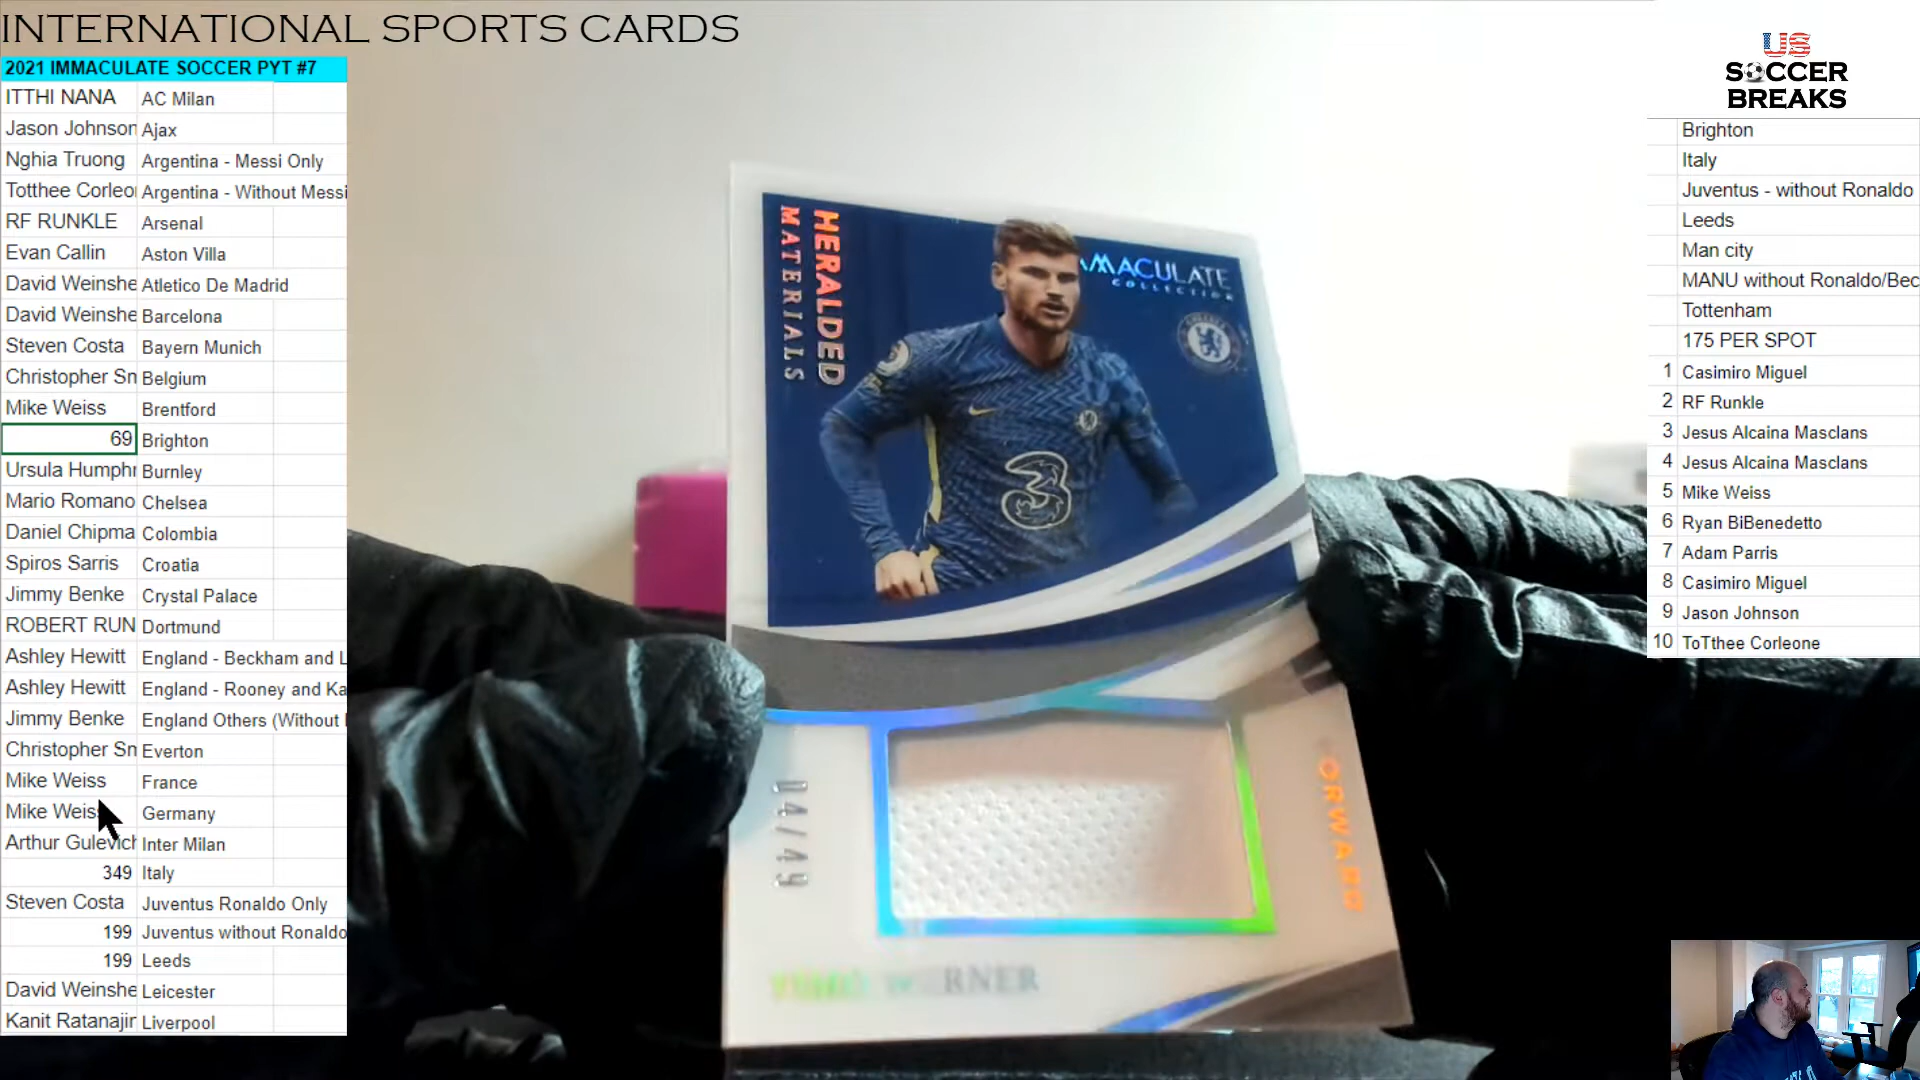 INTERNATIONAL SPORTS CARDS
2021 IMMACULATE SOCCER PYT #7
ITTHI NANA AC Milan
Jason Johnson Ajax
Nghia Truong Argentina - Messi Only
Totthee Corleo Argentina - Without Messi
RF RUNKLE Arsenal
Evan Callin Aston Villa
David Weinshe Atletico De Madrid
David Weinshe Barcelona
Steven Costa Bayern Munich
Christopher Sn Belgium
Mike Weiss Brentford
69 Brighton
Ursula Humphr Burnley
Mario Romano Chelsea
Daniel Chipma Colombia
Spiros Sarris Croatia
Jimmy Benke Crystal Palace
ROBERT RUN Dortmund
Ashley Hewitt England - Beckham and L
Ashley Hewitt England - Rooney and Ka
Jimmy Benke England Others (Without
Christopher Sn Everton
Mike Weiss France
Mike Weiss Germany
Arthur Gulevich Inter Milan
349 Italy
Steven Costa Juventus Ronaldo Only
199 Juventus without Ronaldo
199 Leeds
David Weinshe Leicester
Kanit Ratanajir Liverpool
HERALDED
MATERIALS
IMMACULATE
COLLECTION
3
04/49
FORWARD
TIMO WERNER
US
SOCCER
BREAKS
Brighton
Italy
Juventus - without Ronaldo
Leeds
Man city
MANU without Ronaldo/Bec
Tottenham
175 PER SPOT
1 Casimiro Miguel
2 RF Runkle
3 Jesus Alcaina Masclans
4 Jesus Alcaina Masclans
5 Mike Weiss
6 Ryan BiBenedetto
7 Adam Parris
8 Casimiro Miguel
9 Jason Johnson
10 ToTthee Corleone